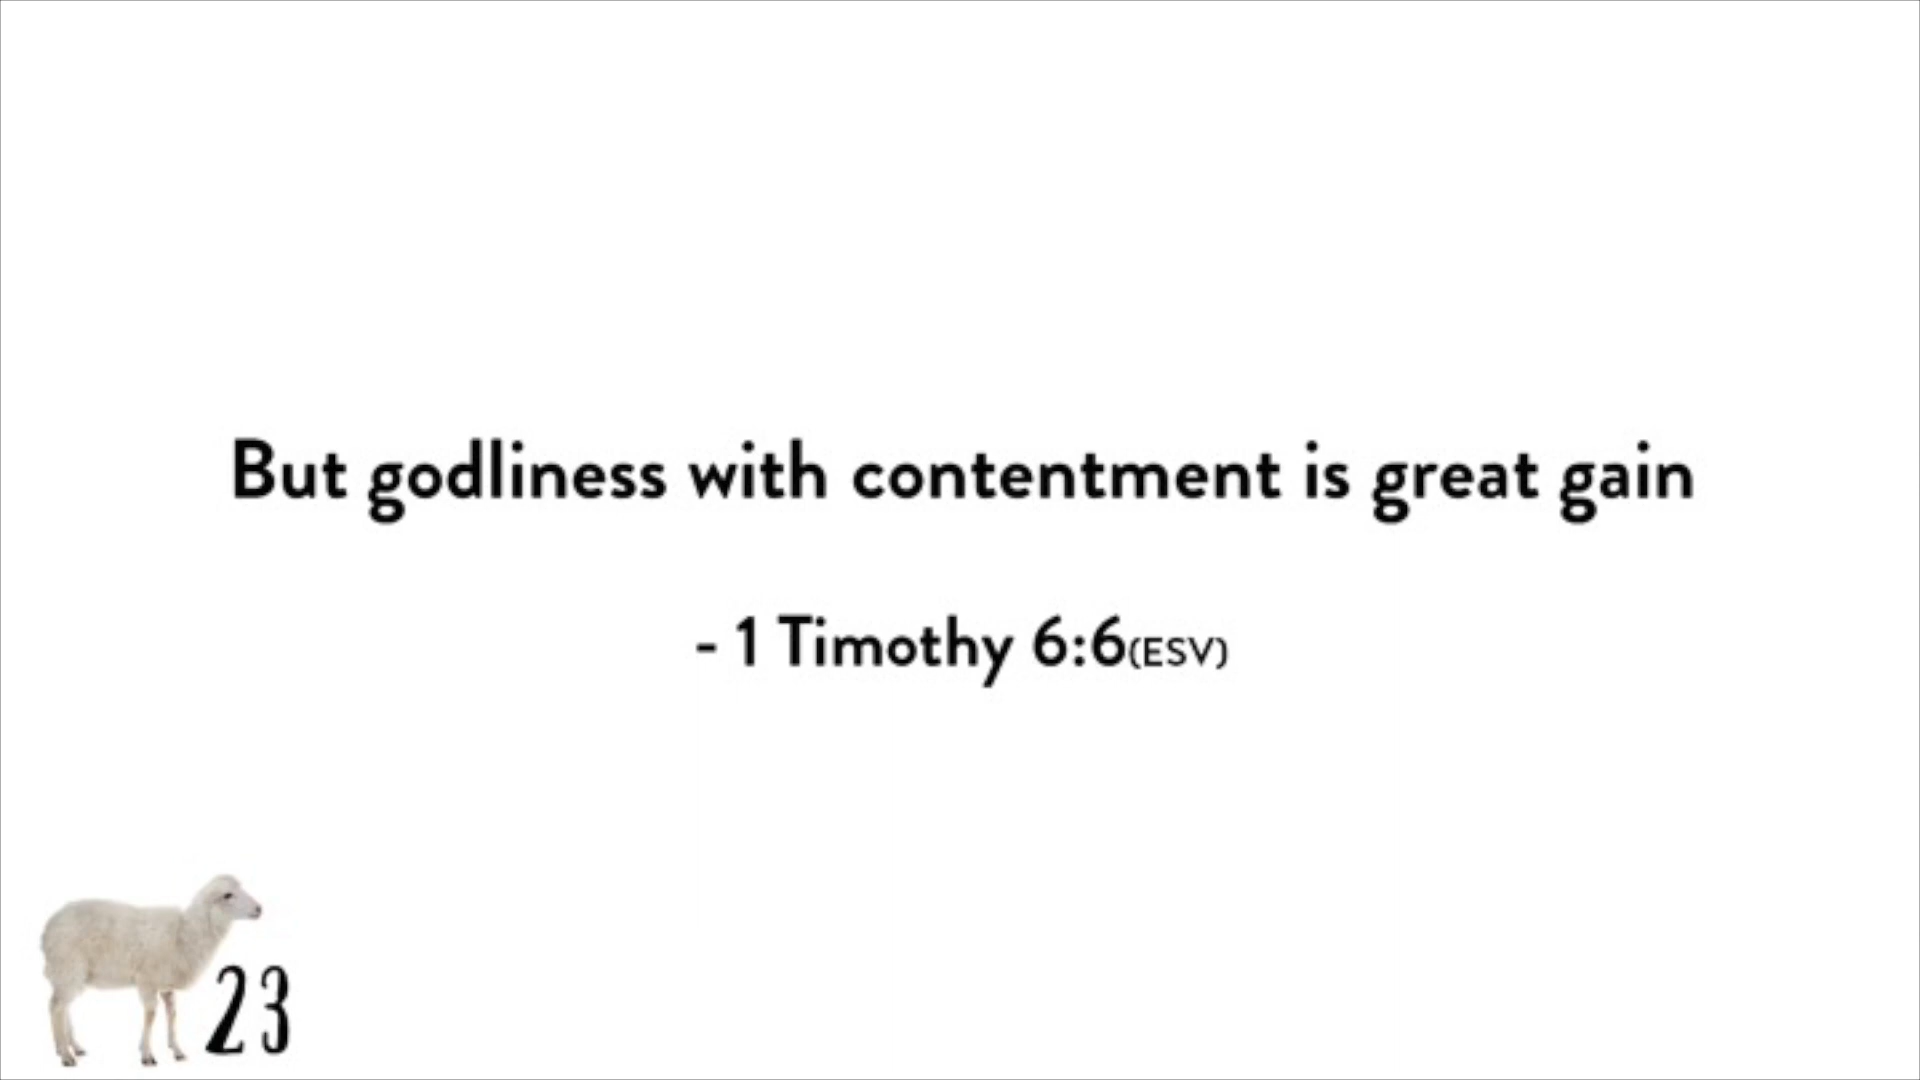 But godliness with contentment is great gain
- 1 Timothy 6:6(ESV)
23